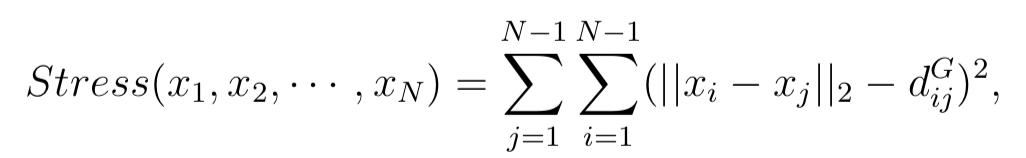 Stress(x_1, x_2, \cdots, x_N) = \sum_{j=1}^{N-1} \sum_{i=1}^{N-1} (||x_i - x_j||_2 - d_{ij}^G)^2,